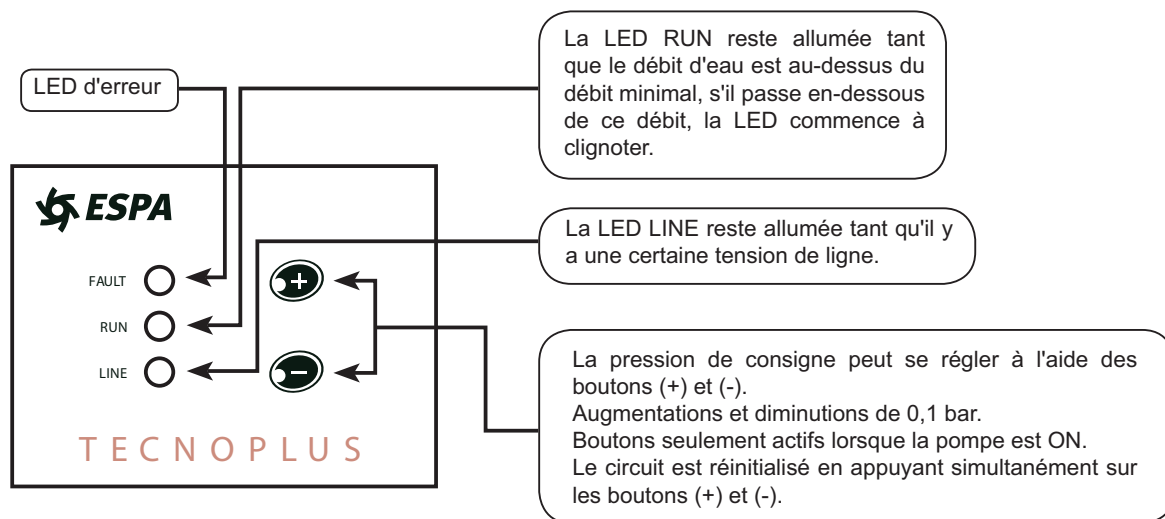 La LED RUN reste allumée tant
que le débit d'eau est au-dessus du
débit minimal, s'il passe en-dessous
de ce débit, la LED commence à
clignoter.
LED d'erreur
ESPA
La LED LINE reste allumée tant qu'il y
a une certaine tension de ligne.
FAULT
+
RUN
LINE
-
La pression de consigne peut se régler à l'aide des
boutons (+) et (-).
Augmentations et diminutions de 0,1 bar.
Boutons seulement actifs lorsque la pompe est ON.
Le circuit est réinitialisé en appuyant simultanément sur
les boutons (+) et (-).
TECNOPLUS